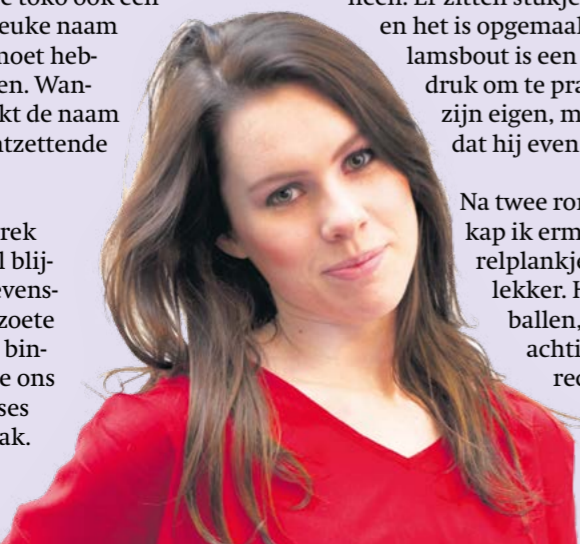 e toko ook een
euke naam
moet heb-
en. Wan-
kt de naam
ntzettende
rek
l blij-
evens-
zoete
bin-
e ons
ses
ak.
heen. Er zitten stukje
en het is opgemaak
lamsbout is een
druk om te pra
zijn eigen, m
dat hij even
Na twee ron
kap ik erm
relplankje
lekker. H
ballen,
achti
rec